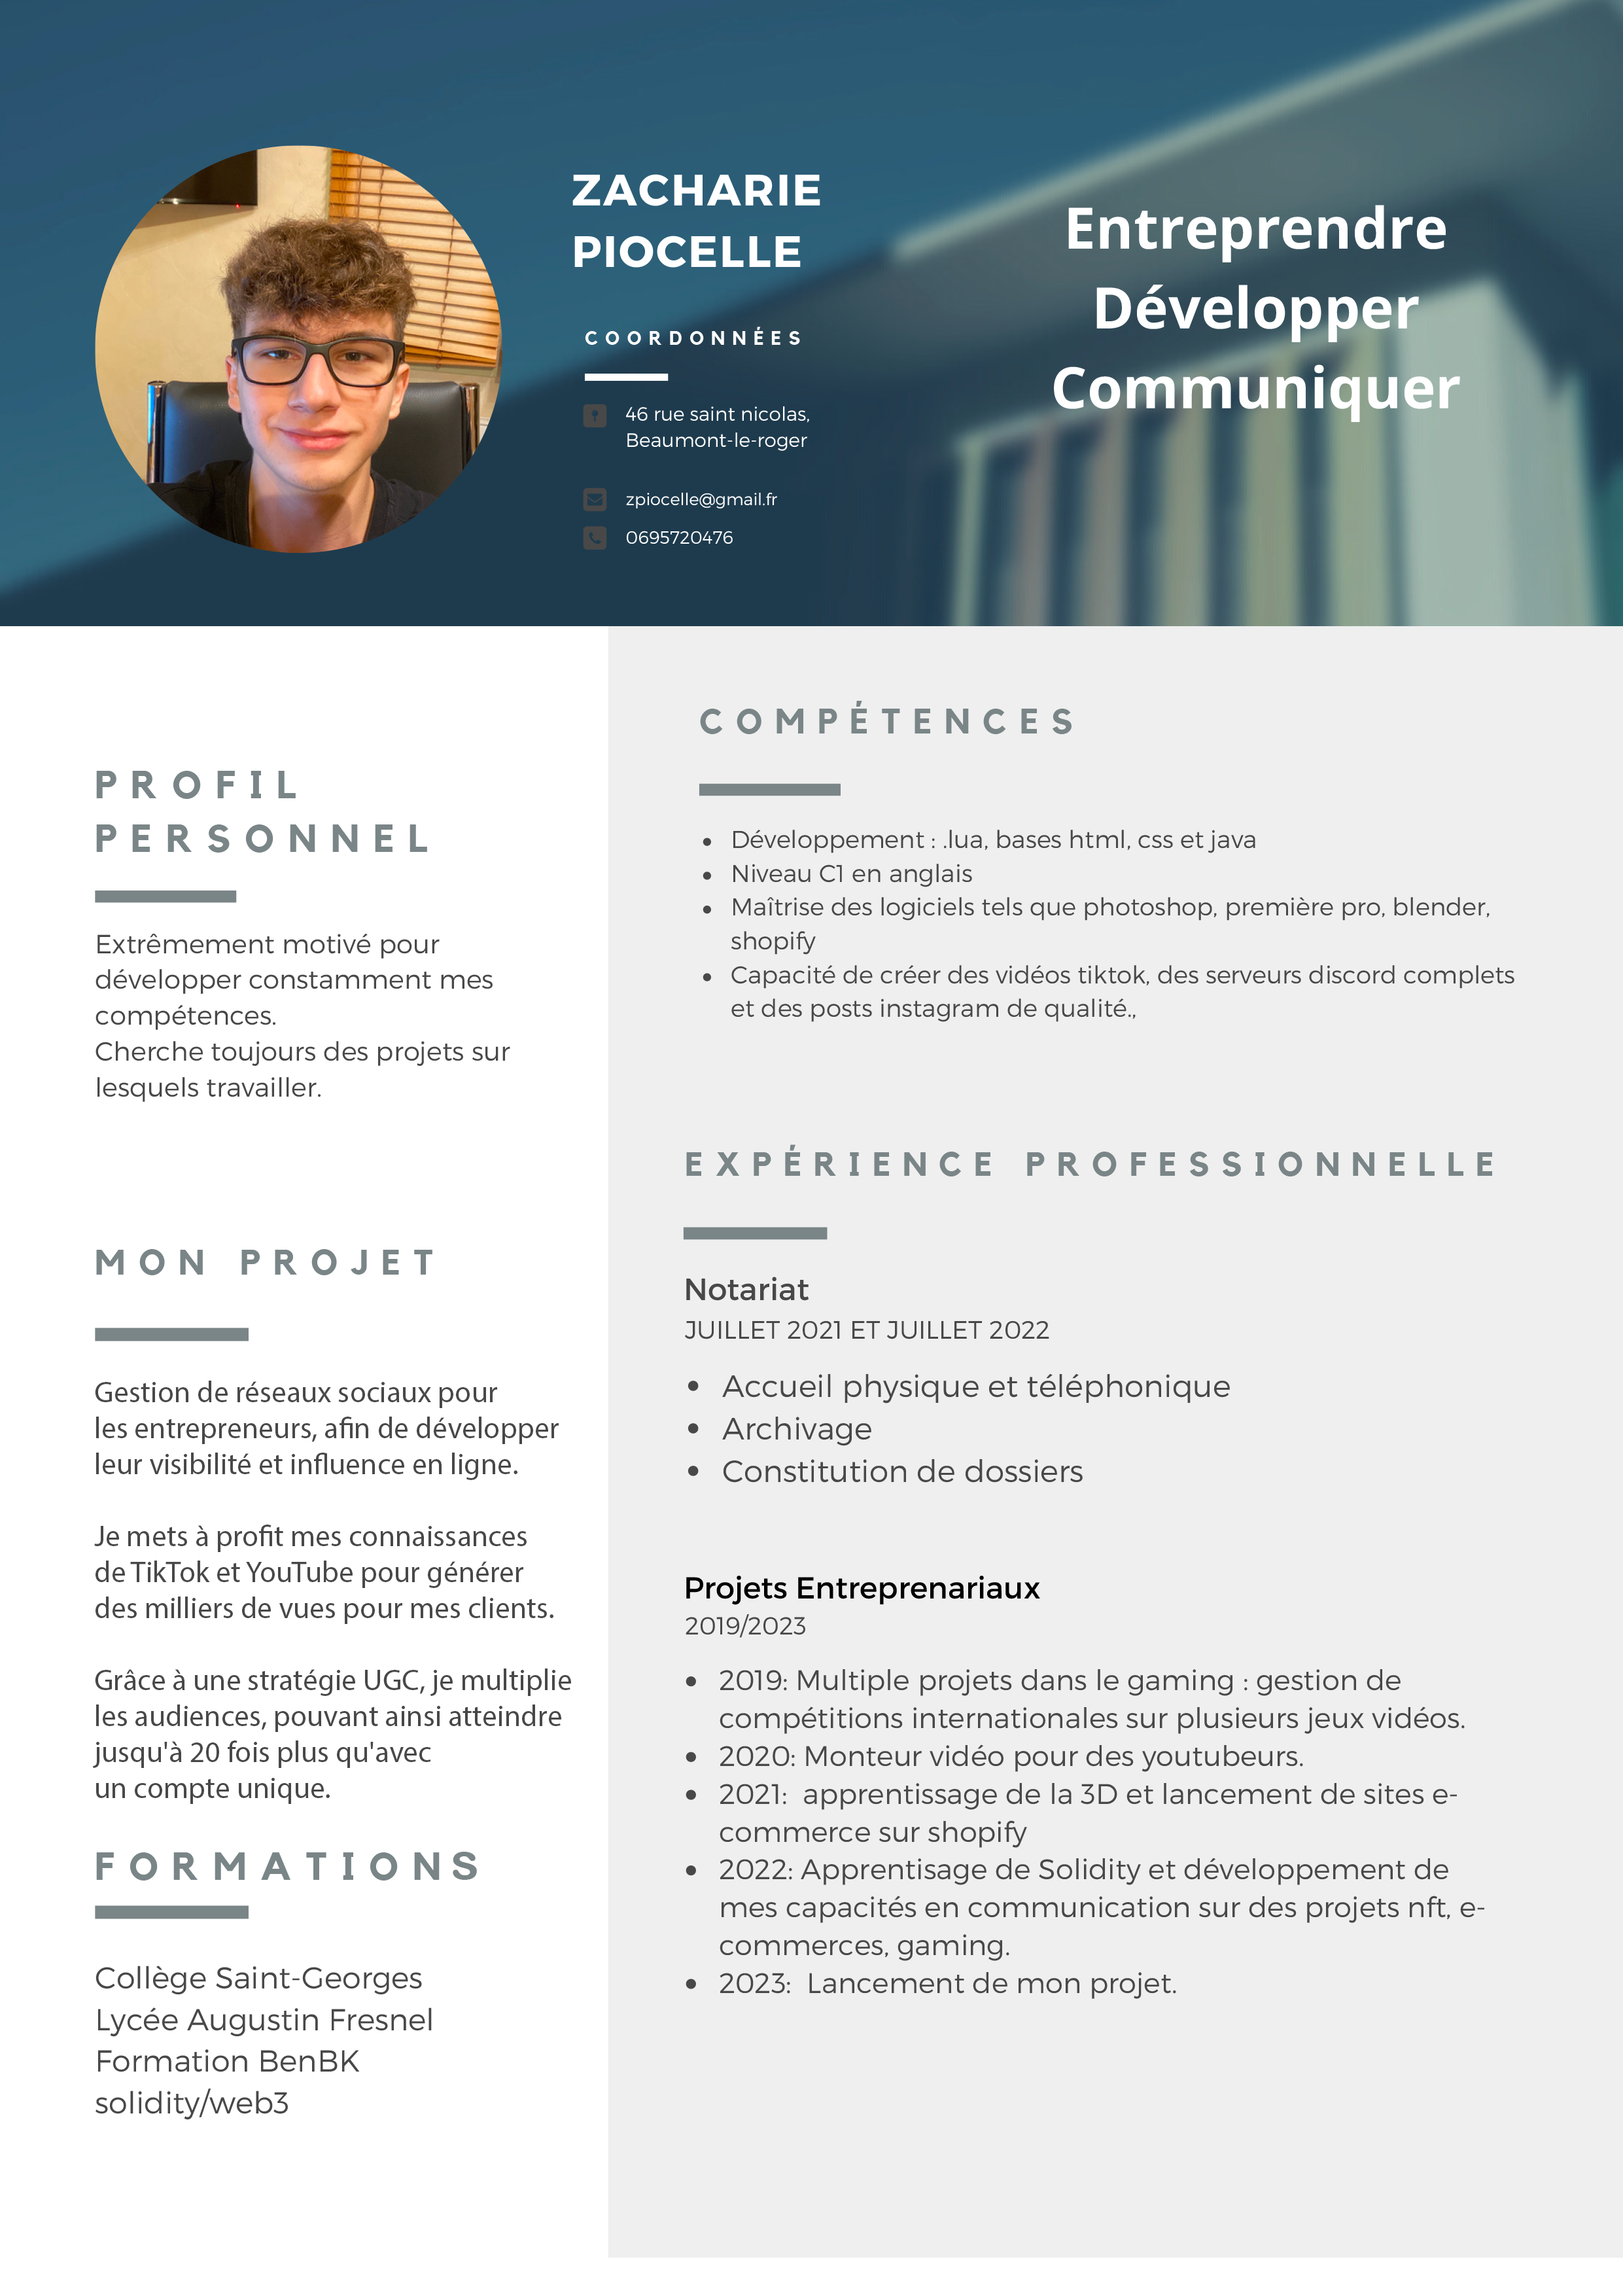 ZACHARIE
PIOCELLE
COORDONNÉES
46 rue saint nicolas,
Beaumont-le-roger
zpiocelle@gmail.fr
0695720476
Entreprendre
Développer
Communiquer
PROFIL
PERSONNEL
Extrêmement motivé pour
développer constamment mes
compétences.
Cherche toujours des projets sur
lesquels travailler.
MON PROJET
Gestion de réseaux sociaux pour
les entrepreneurs, afin de développer
leur visibilité et influence en ligne.
Je mets à profit mes connaissances
de TikTok et YouTube pour générer
des milliers de vues pour mes clients.
Grâce à une stratégie UGC, je multiplie
les audiences, pouvant ainsi atteindre
jusqu'à 20 fois plus qu'avec
un compte unique.
FORMATIONS
Collège Saint-Georges
Lycée Augustin Fresnel
Formation BenBK
solidity/web3
COMPÉTENCES
• Développement : .lua, bases html, css et java
• Niveau C1 en anglais
• Maîtrise des logiciels tels que photoshop, première pro, blender,
shopify
• Capacité de créer des vidéos tiktok, des serveurs discord complets
et des posts instagram de qualité.,
EXPÉRIENCE PROFESSIONNELLE
Notariat
JUILLET 2021 ET JUILLET 2022
• Accueil physique et téléphonique
• Archivage
• Constitution de dossiers
Projets Entreprenariaux
2019/2023
• 2019: Multiple projets dans le gaming : gestion de
compétitions internationales sur plusieurs jeux vidéos.
• 2020: Monteur vidéo pour des youtubeurs.
• 2021: apprentissage de la 3D et lancement de sites e-
commerce sur shopify
• 2022: Apprentisage de Solidity et développement de
mes capacités en communication sur des projets nft, e-
commerces, gaming.
• 2023: Lancement de mon projet.